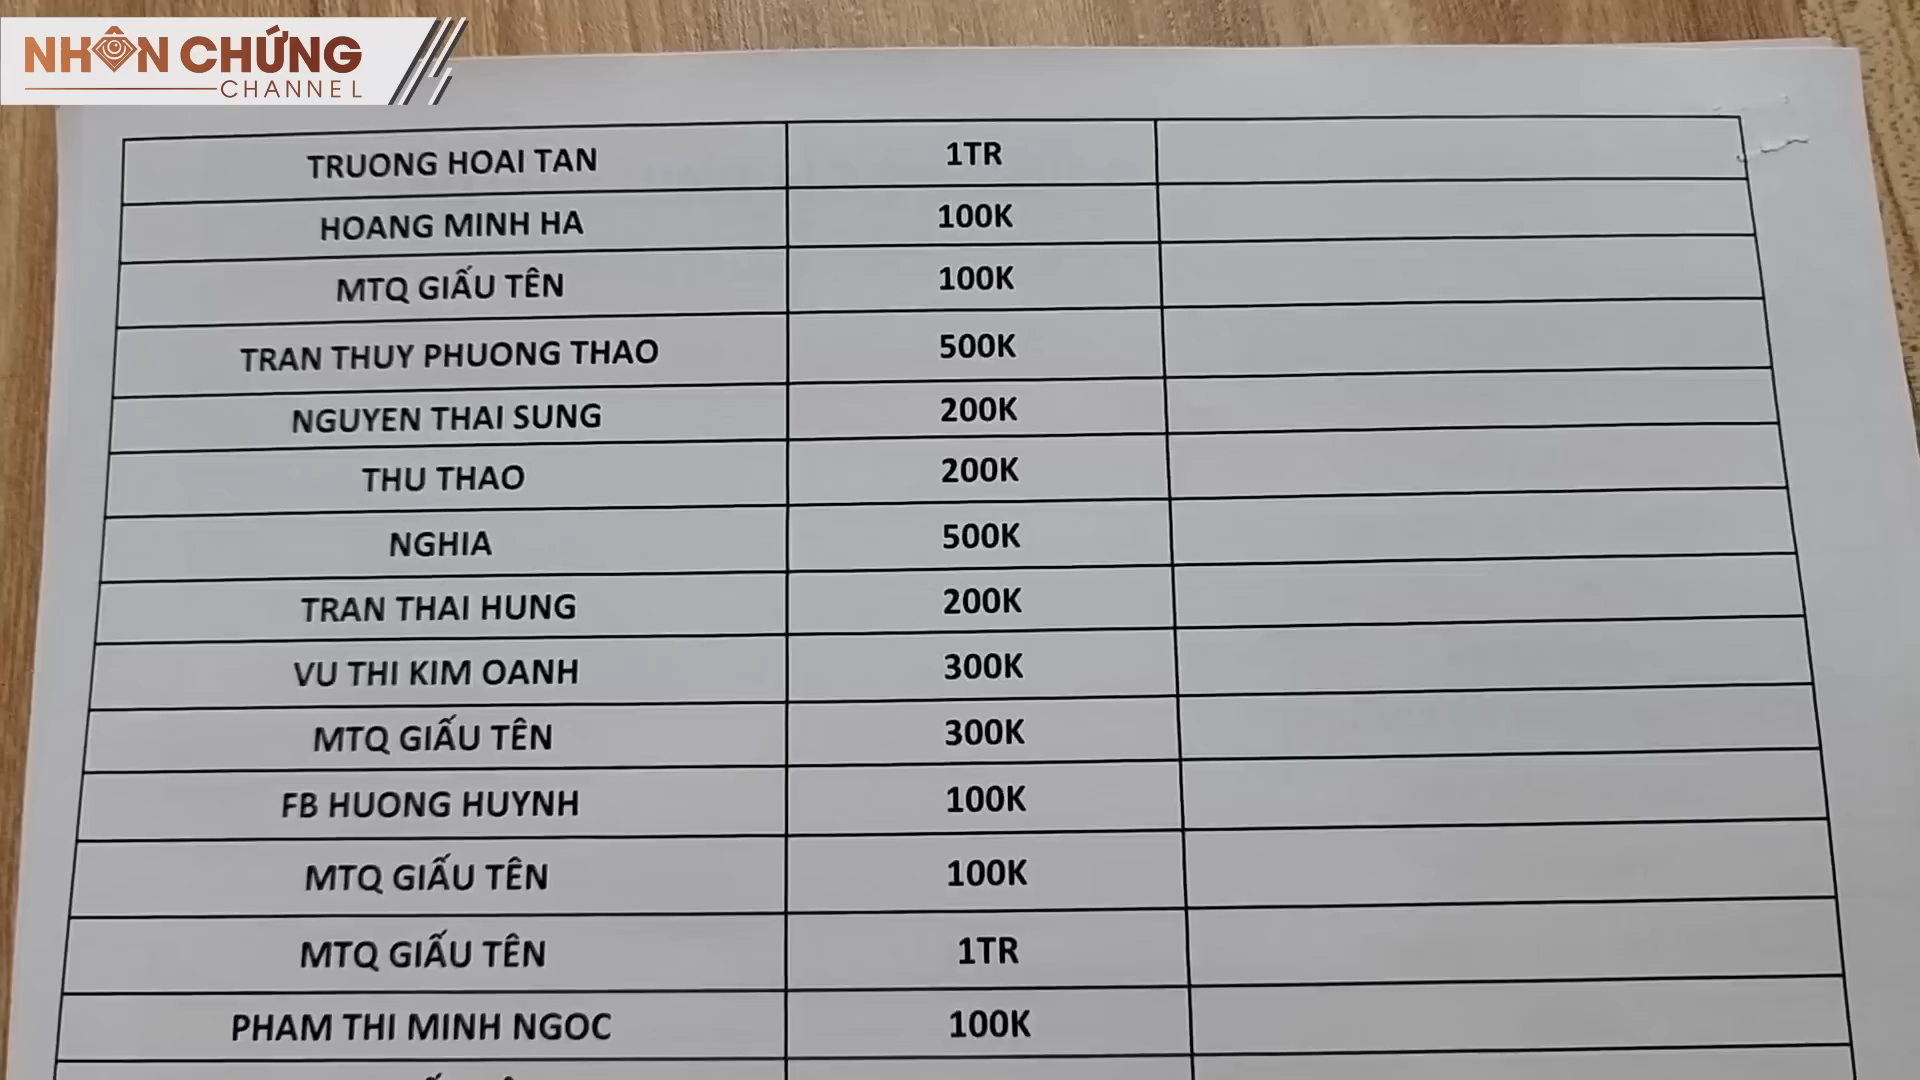 NHÂN CHỨNG
CHANNEL
TRUONG HOAI TAN 1TR
HOANG MINH HA 100K
MTQ GIẤU TÊN 100K
TRAN THUY PHUONG THAO 500K
NGUYEN THAI SUNG 200K
THU THAO 200K
NGHIA 500K
TRAN THAI HUNG 200K
VU THI KIM OANH 300K
MTQ GIẤU TÊN 300K
FB HUONG HUYNH 100K
MTQ GIẤU TÊN 100K
MTQ GIẤU TÊN 1TR
PHAM THI MINH NGOC 100K